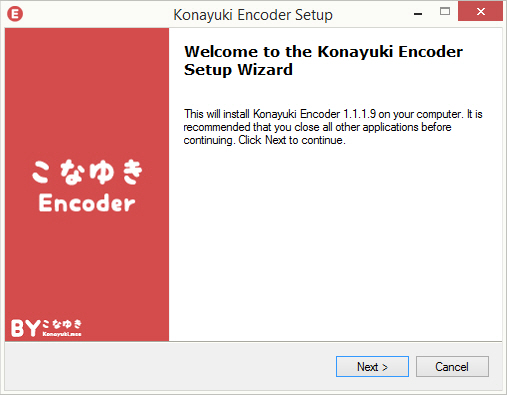 E
Konayuki Encoder Setup
Welcome to the Konayuki Encoder
Setup Wizard
This will install Konayuki Encoder 1.1.1.9 on your computer. It is
recommended that you close all other applications before
continuing. Click Next to continue.
こなゆき
Encoder
BY こなゆき
Konayuki.moe
Next >
Cancel